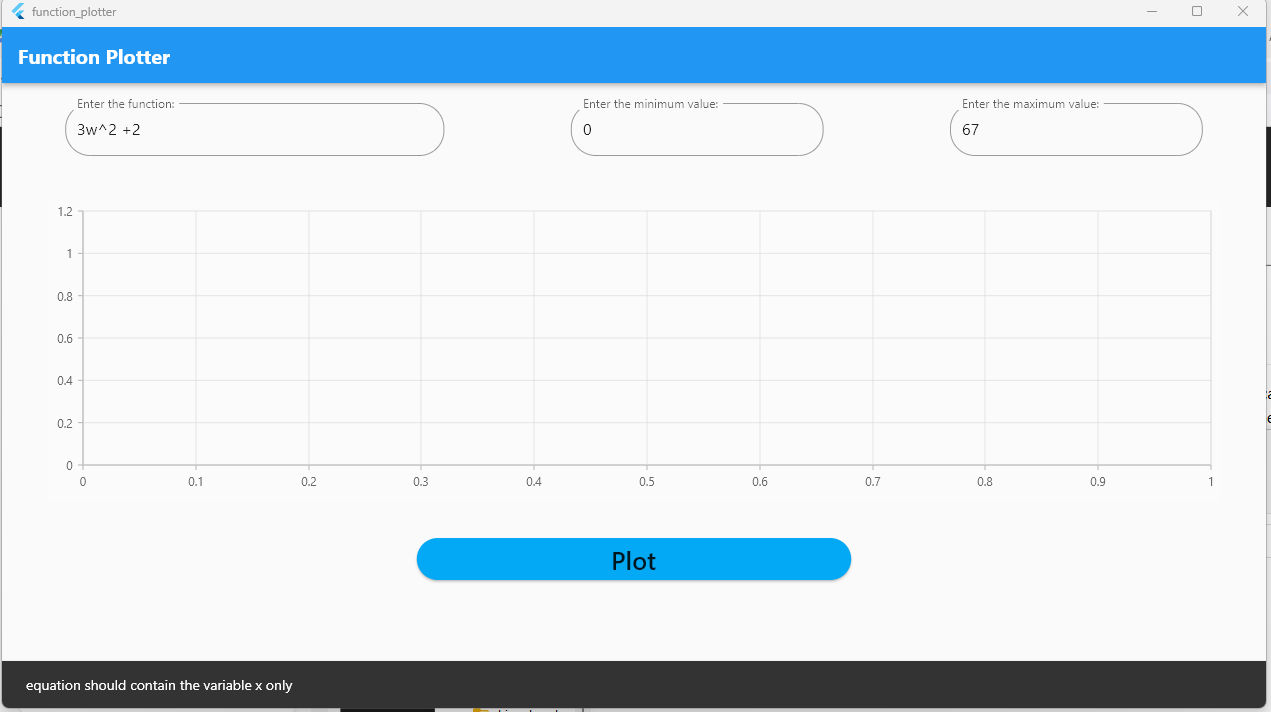 function_plotter
Function Plotter
Enter the function:
3w^2 +2
Enter the minimum value:
0
Enter the maximum value:
67
1.2
1
0.8
0.6
0.4
0.2
0
0 0.1 0.2 0.3 0.4 0.5 0.6 0.7 0.8 0.9 1
Plot
equation should contain the variable x only